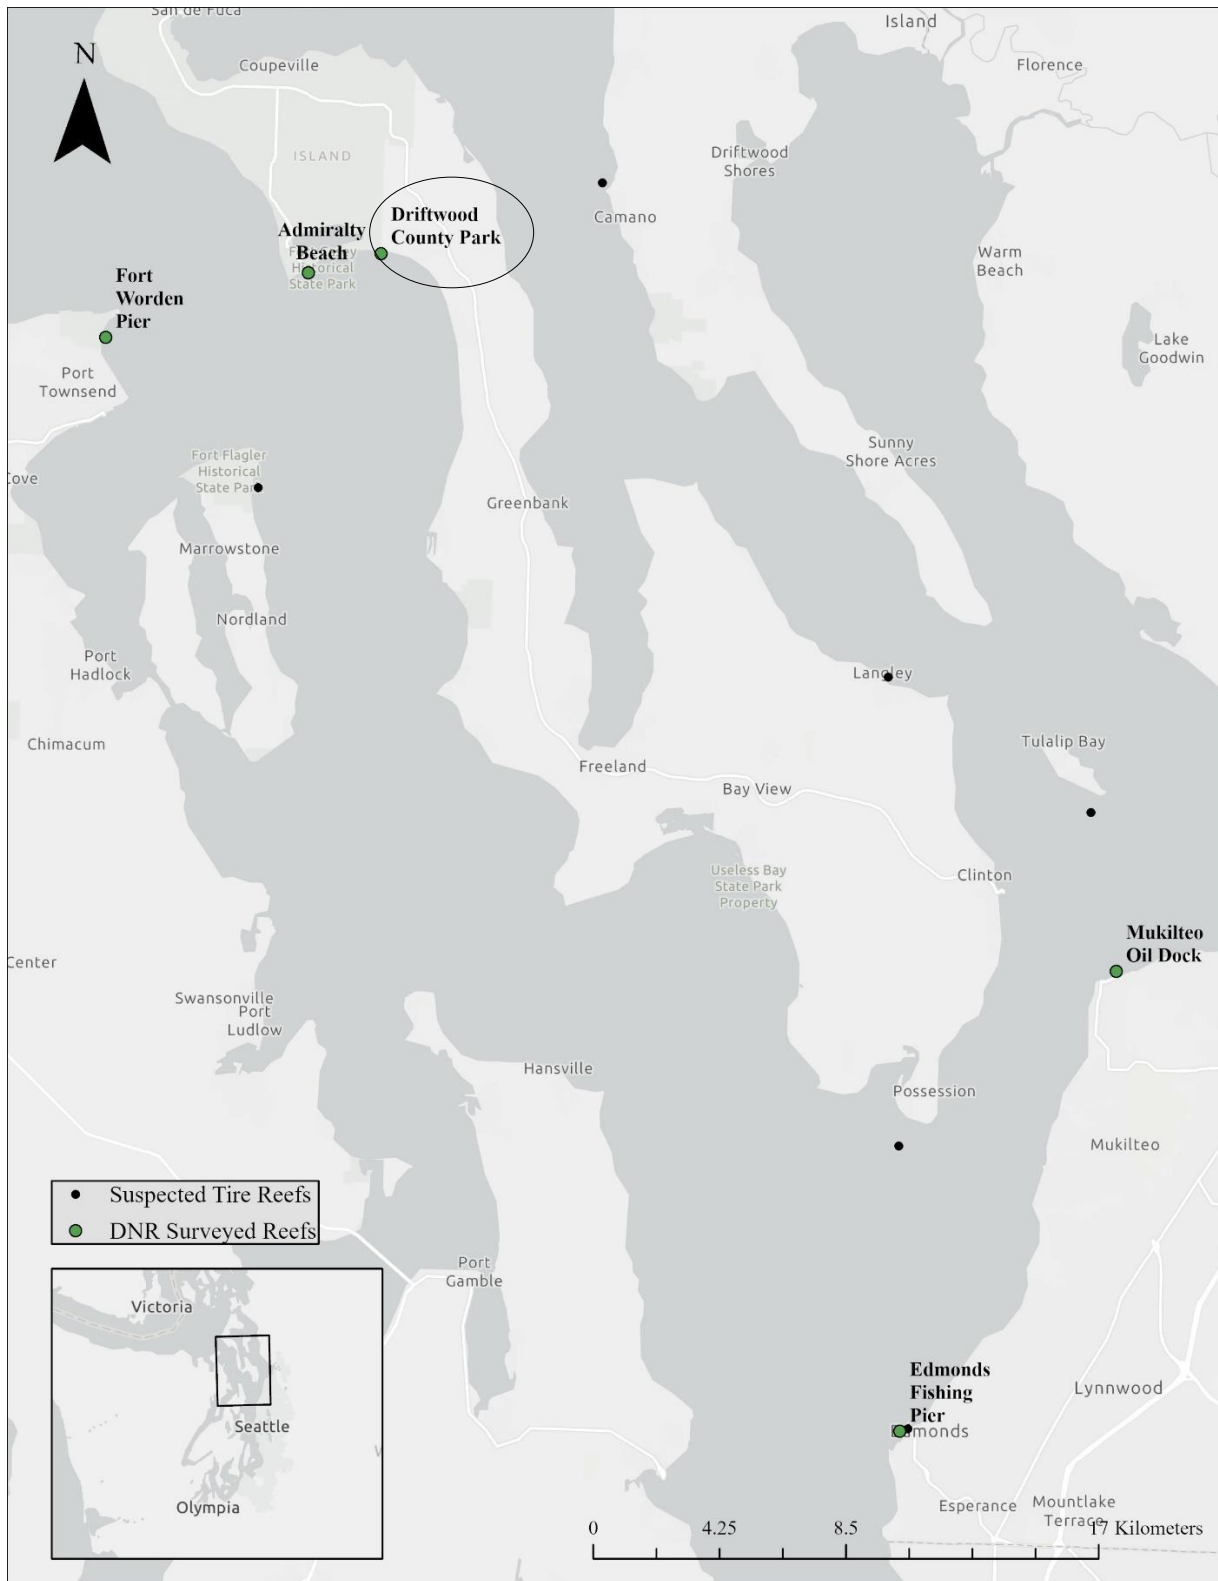 San de Fuca
Island
N
Coupeville
Florence
ISLAND
Driftwood
Shores
Camano
Driftwood
County Park
Admiralty
Beach
Historical
State Park
Warm
Beach
Fort
Worden
Pier
Lake
Goodwin
Port
Townsend
Sunny
Shore Acres
Fort Flagler
Historical
State Park
Cove
Greenbank
Marrowstone
Nordland
Port
Hadlock
Langley
Chimacum
Tulalip Bay
Freeland
Bay View
Useless Bay
State Park
Property
Clinton
Mukilteo
Oil Dock
Center
Swansonville
Port
Ludlow
Hansville
Possession
Mukilteo
Suspected Tire Reefs
DNR Surveyed Reefs
Port
Gamble
Victoria
Seattle
Olympia
Edmonds
Fishing
Pier
Edmonds
Lynnwood
Esperance
Mountlake
Terrace
0 4.25 8.5 17 Kilometers